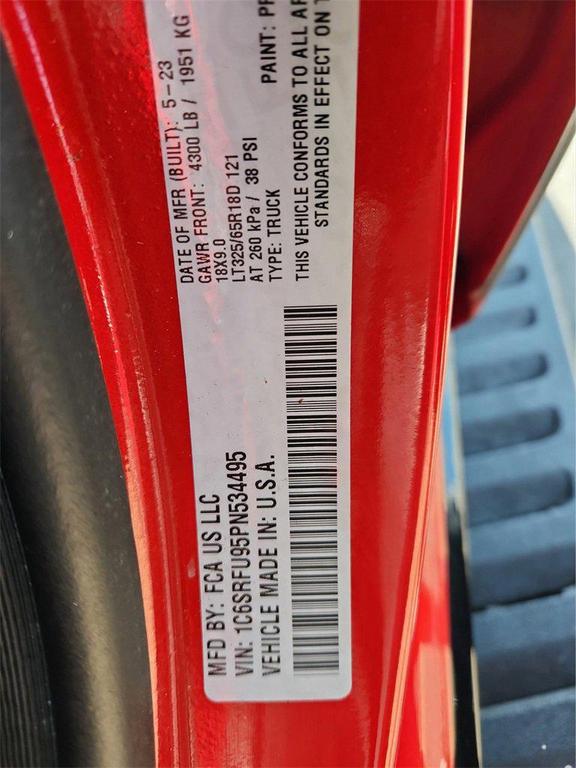 MFD BY: FCA US LLC
DATE OF MFR (BUILT): 5-23
GAWR FRONT: 4300 LB / 1951 KG
18X9.0
LT325/65R18D 121
AT 260 kPa / 38 PSI
TYPE: TRUCK
PAINT:
THIS VEHICLE CONFORMS TO ALL
STANDARDS IN EFFECT ON
VIN: 1C6SRFU95PN534495
VEHICLE MADE IN: U.S.A.